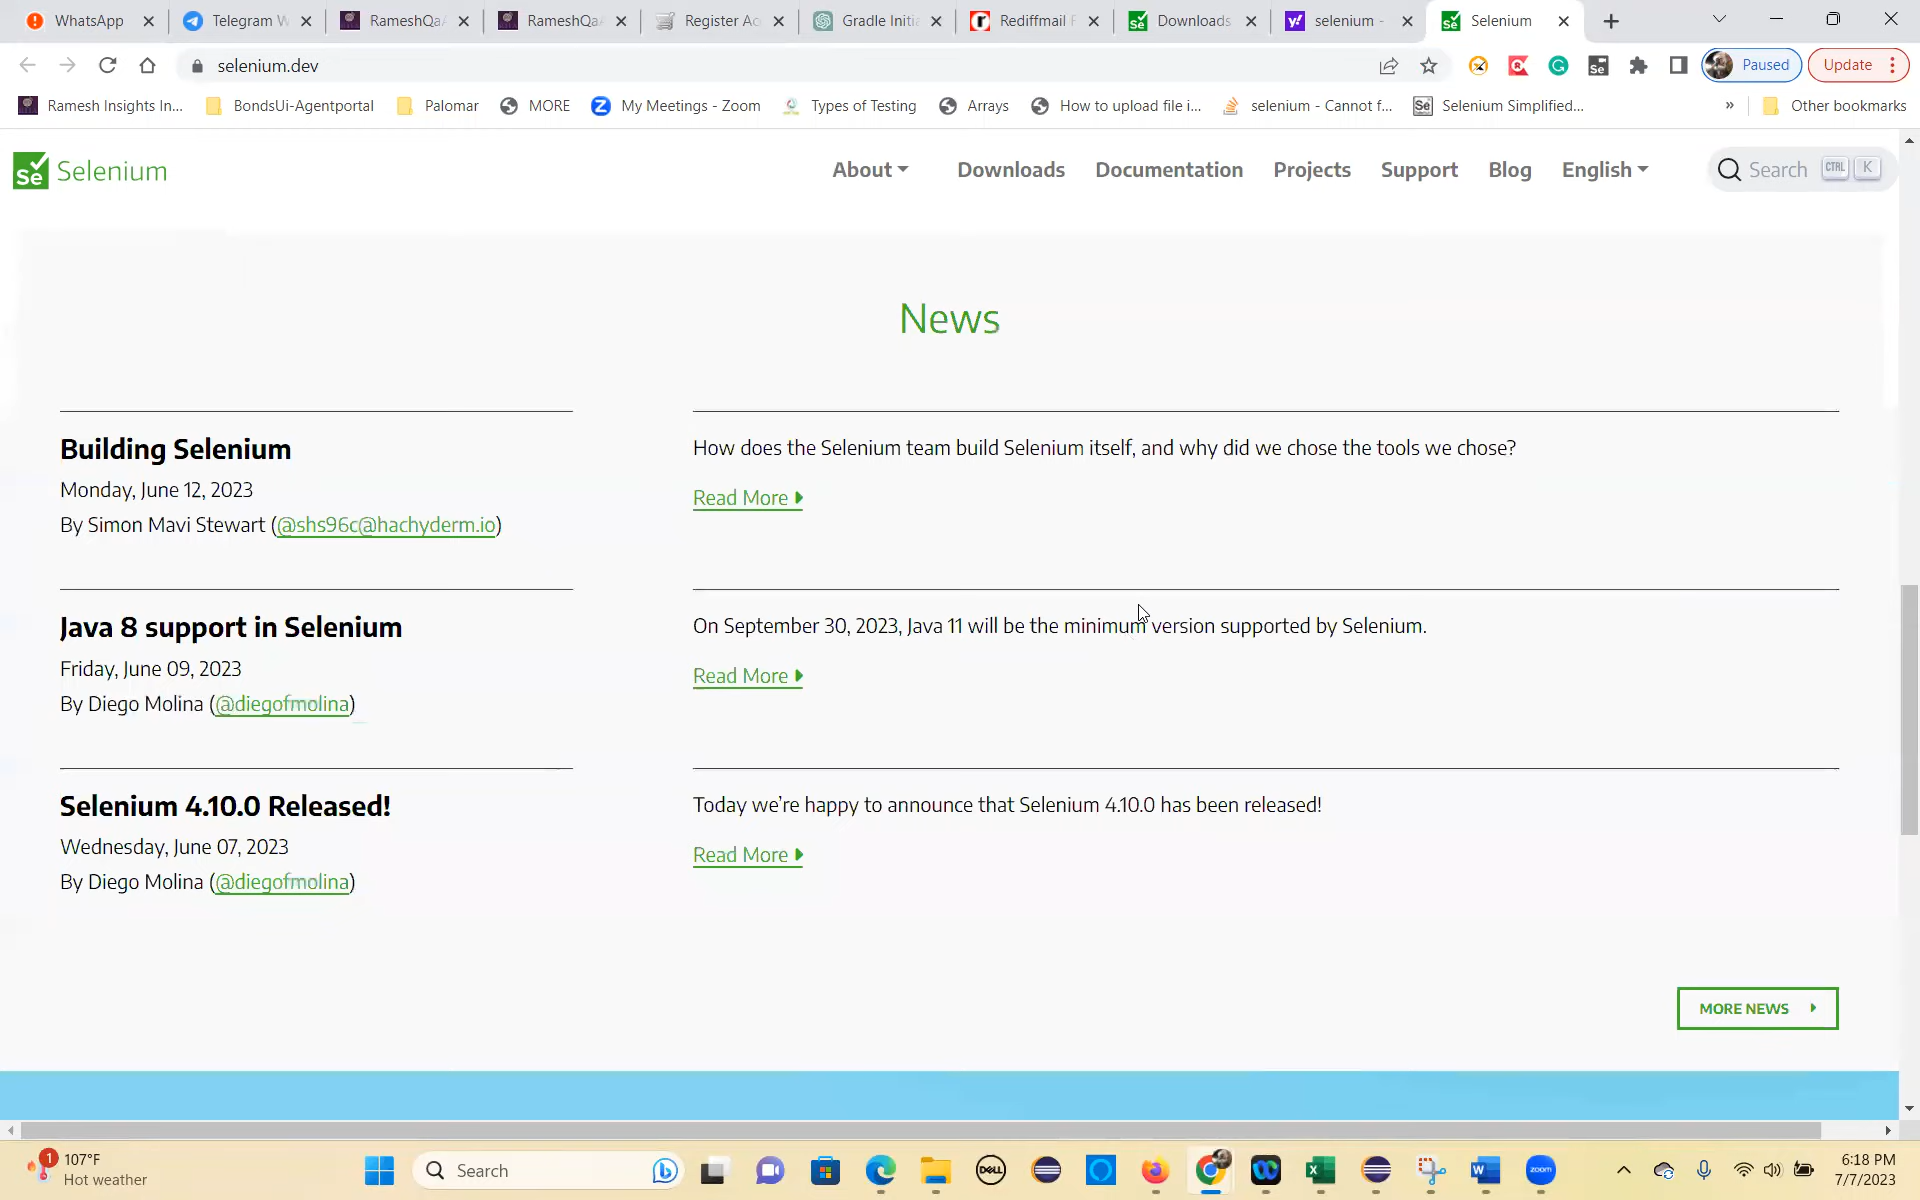 WhatsApp
Telegram W
RameshQa
RameshQa
Register Ac
Gradle Initi
Rediffmail
Downloads
selenium -
Selenium
selenium.dev
Paused
Update
Ramesh Insights In...
BondsUi-Agentportal
Palomar
MORE
My Meetings - Zoom
Types of Testing
Arrays
How to upload file i...
selenium - Cannot f...
Selenium Simplified...
»
Other bookmarks
Se Selenium
About
Downloads
Documentation
Projects
Support
Blog
English
Search CTRL K
News
Building Selenium
Monday, June 12, 2023
By Simon Mavi Stewart (@shs96c@hachyderm.io)
How does the Selenium team build Selenium itself, and why did we chose the tools we chose?
Read More
Java 8 support in Selenium
Friday, June 09, 2023
By Diego Molina (@diegofmolina)
On September 30, 2023, Java 11 will be the minimum version supported by Selenium.
Read More
Selenium 4.10.0 Released!
Wednesday, June 07, 2023
By Diego Molina (@diegofmolina)
Today we're happy to announce that Selenium 4.10.0 has been released!
Read More
MORE NEWS
1
107°F
Hot weather
Search
DELL
zoom
6:18 PM
7/7/2023